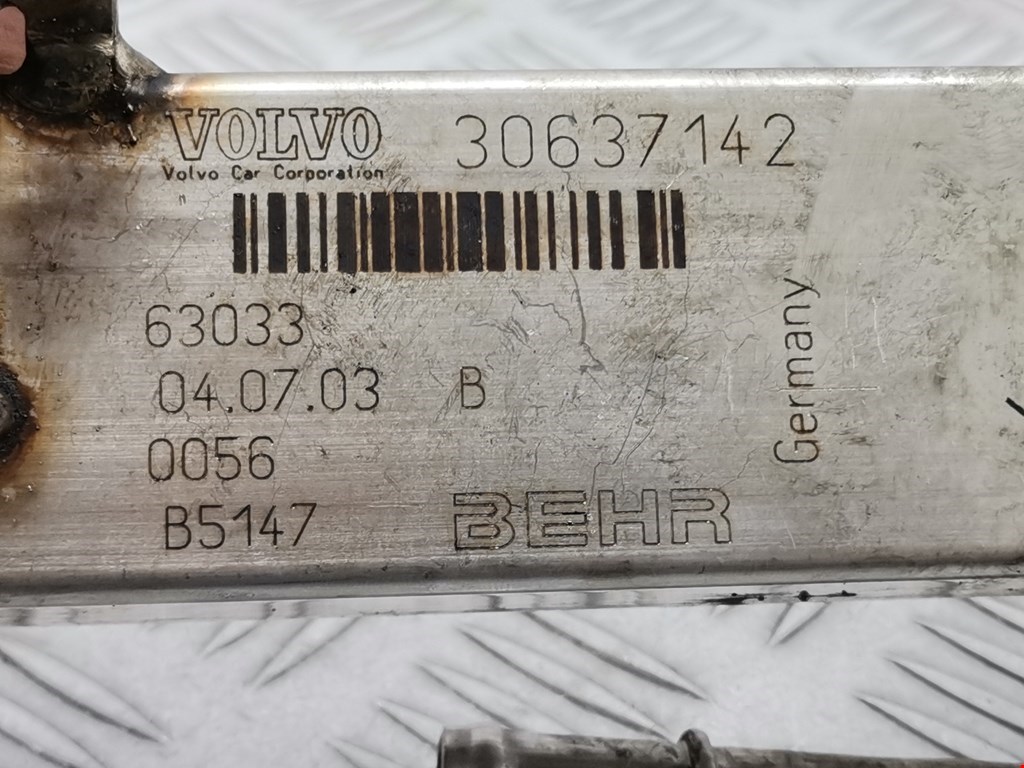 VOLVO 30637142
Volvo Car Corporation
63033
04.07.03 B
0056
B5147
BEHR
Germany